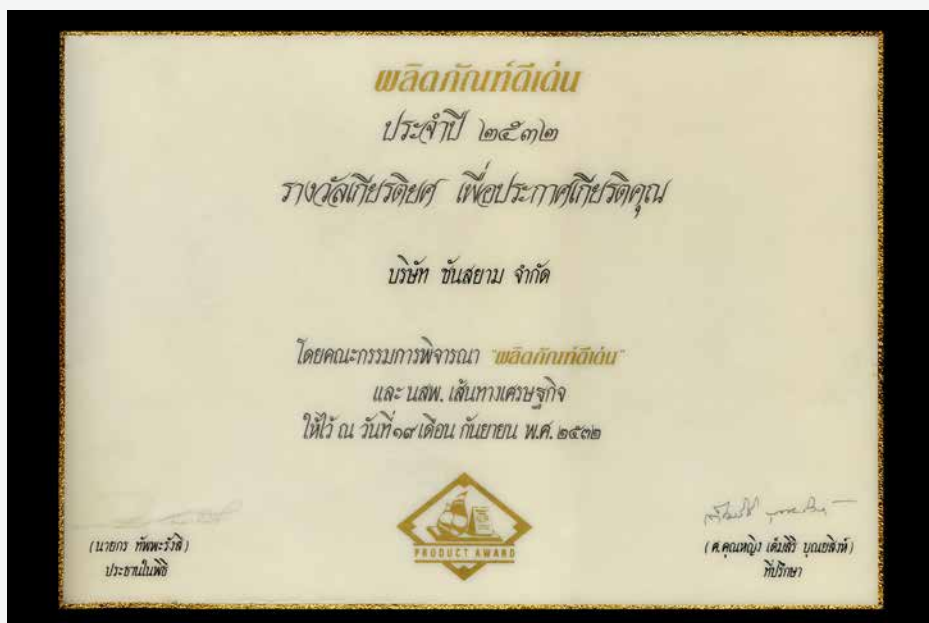 ผลิตภัณฑ์ดีเด่น
ประจำปี ๒๕๓๒
รางวัลเกียรติยศ เพื่อประกาศเกียรติคุณ
บริษัท ซันสยาม จำกัด
โดยคณะกรรมการพิจารณา "ผลิตภัณฑ์ดีเด่น"
และ นสพ. เส้นทางเศรษฐกิจ
ให้ไว้ ณ วันที่ ๑๙ เดือน กันยายน พ.ศ. ๒๕๓๒
PRODUCT AWARD
(นายกร ทัพพะรังสี)
ประธานในพิธี
(ศ.คุณหญิง เต็มสิริ บุณยสิงห์)
ที่ปรึกษา